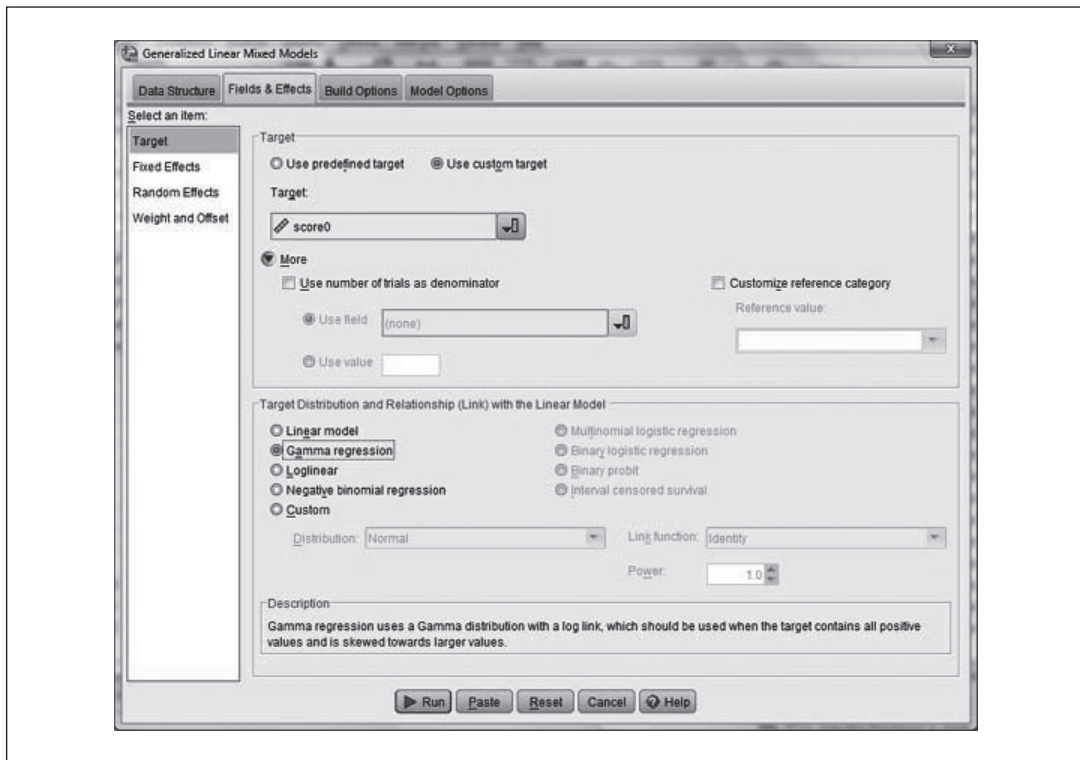 Generalized Linear Mixed Models
Data Structure Fields & Effects Build Options Model Options
Select an item:
Target
Fixed Effects
Random Effects
Weight and Offset
Target
Use predefined target Use custom target
Target:
score0
More
Use number of trials as denominator
Use field (none)
Use value
Customize reference category
Reference value:
Target Distribution and Relationship (Link) with the Linear Model
Linear model
Gamma regression
Loglinear
Negative binomial regression
Custom
Multinomial logistic regression
Binary logistic regression
Binary probit
Interval censored survival
Distribution: Normal Link function: Identity
Power: 1.0
Description
Gamma regression uses a Gamma distribution with a log link, which should be used when the target contains all positive
values and is skewed towards larger values.
Run Paste Reset Cancel Help